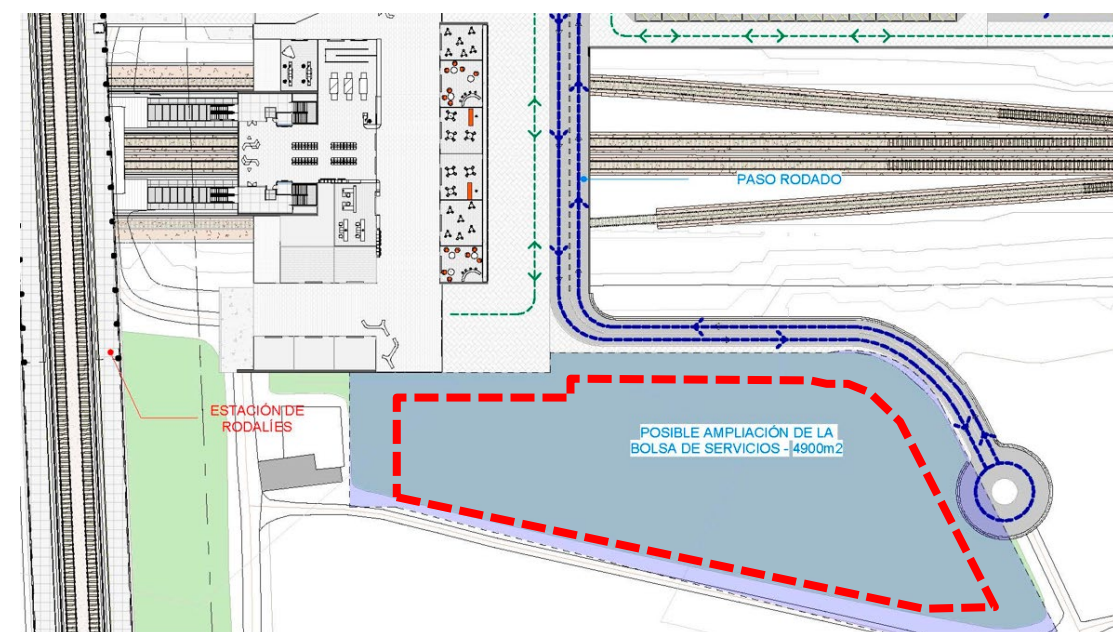 PASO RODADO
ESTACIÓN DE
RODALÍES
POSIBLE AMPLIACIÓN DE LA
BOLSA DE SERVICIOS - 4900m2